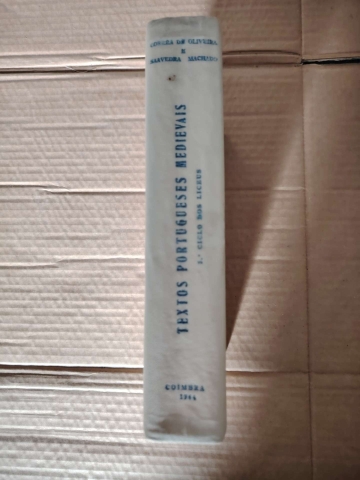 CORREIA DE OLIVEIRA
E
SAAVEDRA MACHADO
TEXTOS PORTUGUESES MEDIEVAIS
CICLO DOS LICEUS
COIMBRA